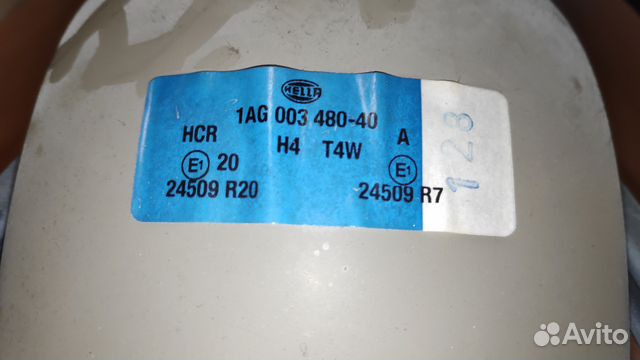 HELLA
1AG 003 480-40
HCR H4 T4W A
E1 20 E1
24509 R20 24509 R7
128
Avito